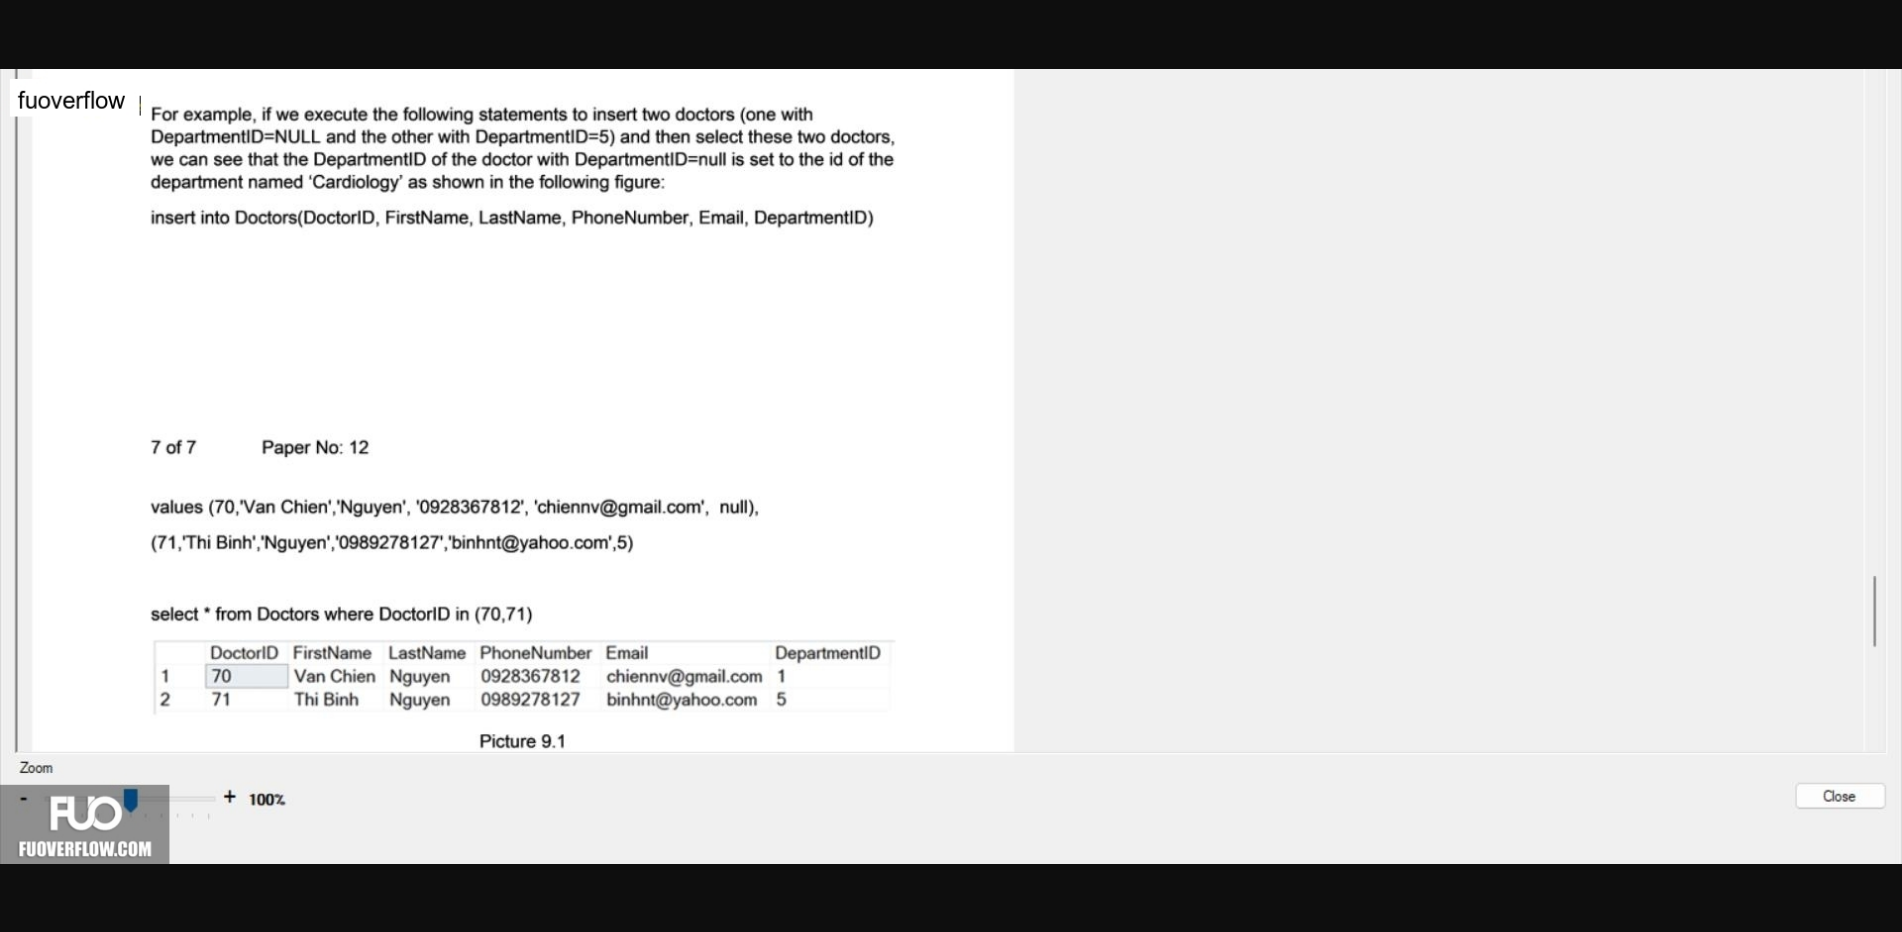 fuoverflow
For example, if we execute the following statements to insert two doctors (one with
DepartmentID=NULL and the other with DepartmentID=5) and then select these two doctors,
we can see that the DepartmentID of the doctor with DepartmentID=null is set to the id of the
department named ‘Cardiology’ as shown in the following figure:
insert into Doctors(DoctorID, FirstName, LastName, PhoneNumber, Email, DepartmentID)
7 of 7 Paper No: 12
values (70,'Van Chien','Nguyen', '0928367812', 'chiennv@gmail.com', null),
(71,'Thi Binh','Nguyen','0989278127','binhnt@yahoo.com',5)
select * from Doctors where DoctorID in (70,71)
DoctorID FirstName LastName PhoneNumber Email DepartmentID
1 70 Van Chien Nguyen 0928367812 chiennv@gmail.com 1
2 71 Thi Binh Nguyen 0989278127 binhnt@yahoo.com 5
Picture 9.1
Zoom
- + 100%
Close
FUO
FUOVERFLOW.COM